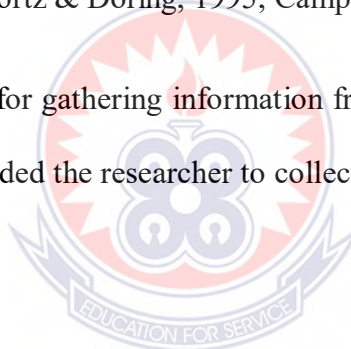 ortz & Döring, 1995; Camp
for gathering information fr
ded the researcher to collec
EDUCATION FOR SERVICE